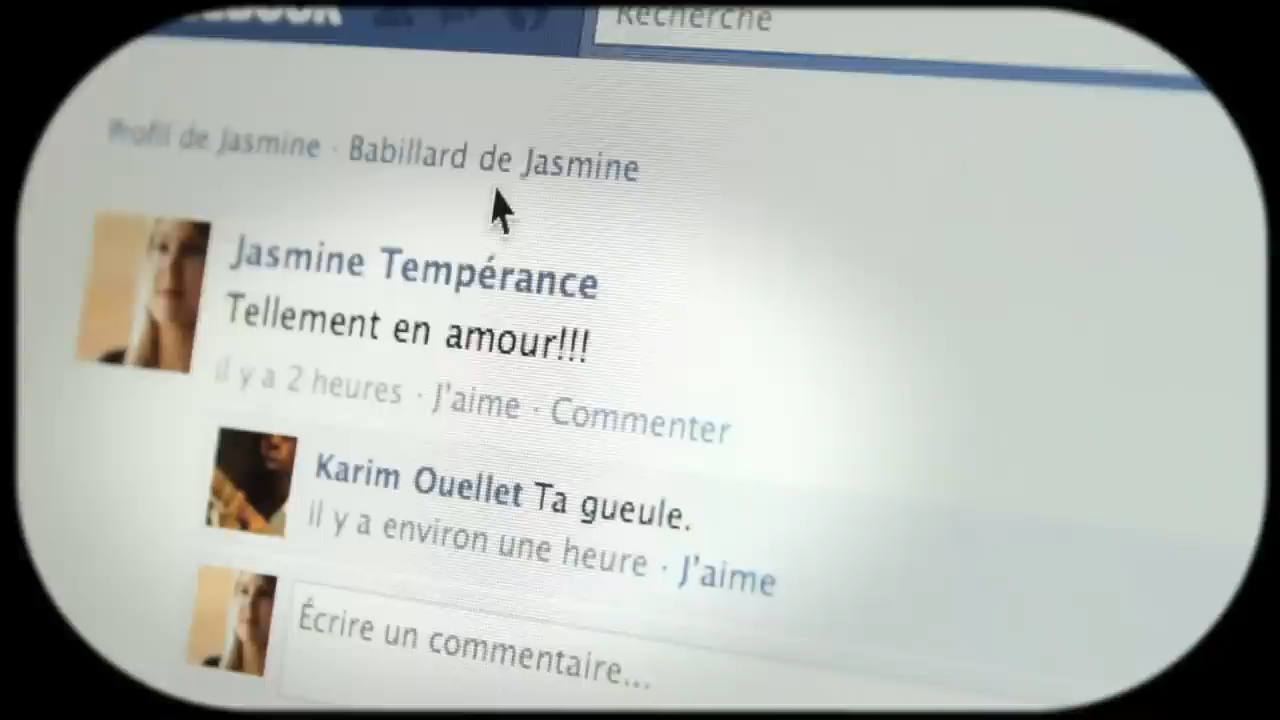 Recherche
Profil de Jasmine · Babillard de Jasmine
Jasmine Tempérance
Tellement en amour!!!
il y a 2 heures · J'aime · Commenter
Karim Ouellet Ta gueule.
il y a environ une heure · J'aime
Écrire un commentaire...